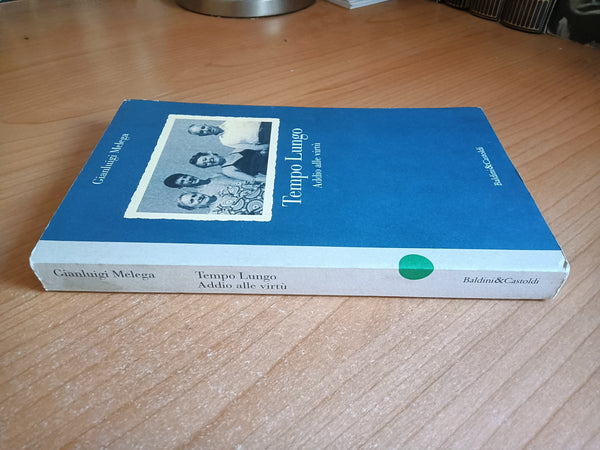 Gianluigi Melega
Tempo Lungo
Addio alle virtù
Baldini&Castoldi
Gianluigi Melega
Tempo Lungo
Addio alle virtù
Baldini&Castoldi